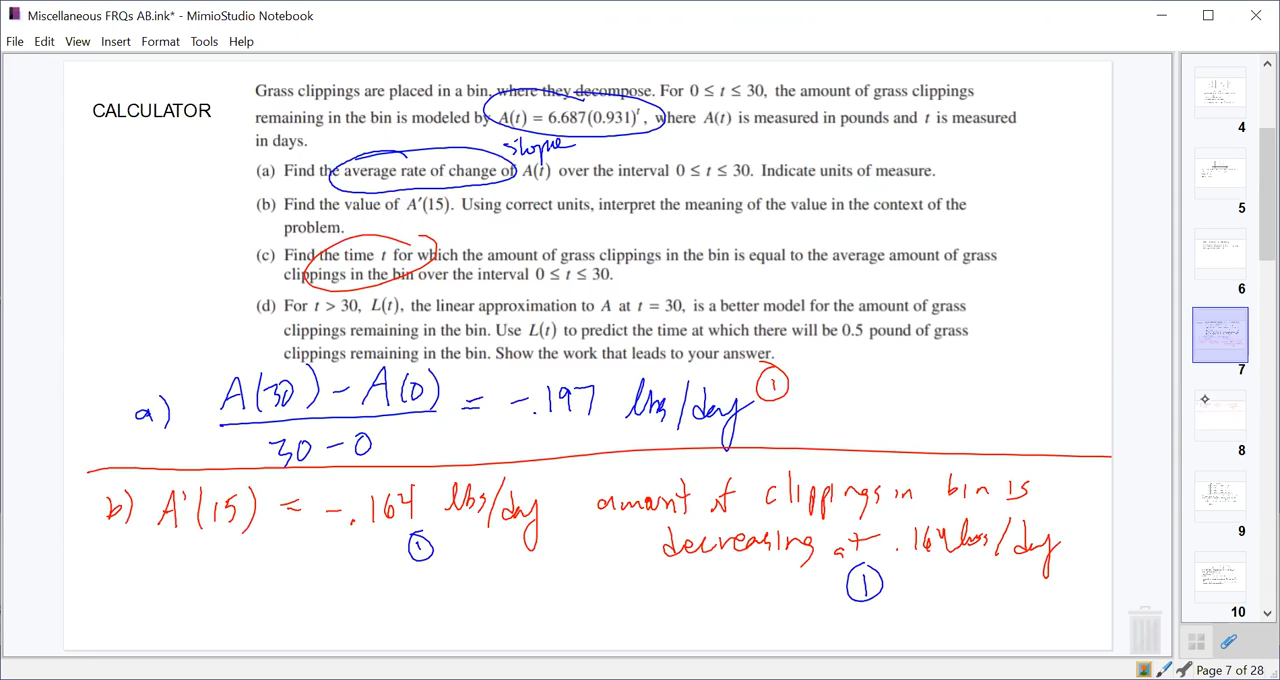 Miscellaneous FRQs AB.ink* - MimioStudio Notebook
File Edit View Insert Format Tools Help
CALCULATOR
Grass clippings are placed in a bin, where they decompose. For 0 ≤ t ≤ 30, the amount of grass clippings
remaining in the bin is modeled by A(t) = 6.687(0.931)^t, where A(t) is measured in pounds and t is measured
in days.
slope
(a) Find the average rate of change of A(t) over the interval 0 ≤ t ≤ 30. Indicate units of measure.
(b) Find the value of A′(15). Using correct units, interpret the meaning of the value in the context of the
problem.
(c) Find the time t for which the amount of grass clippings in the bin is equal to the average amount of grass
clippings in the bin over the interval 0 ≤ t ≤ 30.
(d) For t > 30, L(t), the linear approximation to A at t = 30, is a better model for the amount of grass
clippings remaining in the bin. Use L(t) to predict the time at which there will be 0.5 pound of grass
clippings remaining in the bin. Show the work that leads to your answer.
a) A(30) - A(0) / 30 - 0 = -.197 lbs/day ①
b) A'(15) = -.164 lbs/day amount of clippings in bin is
① decreasing at .164 lbs/day
①
4
5
6
7
8
9
10
Page 7 of 28